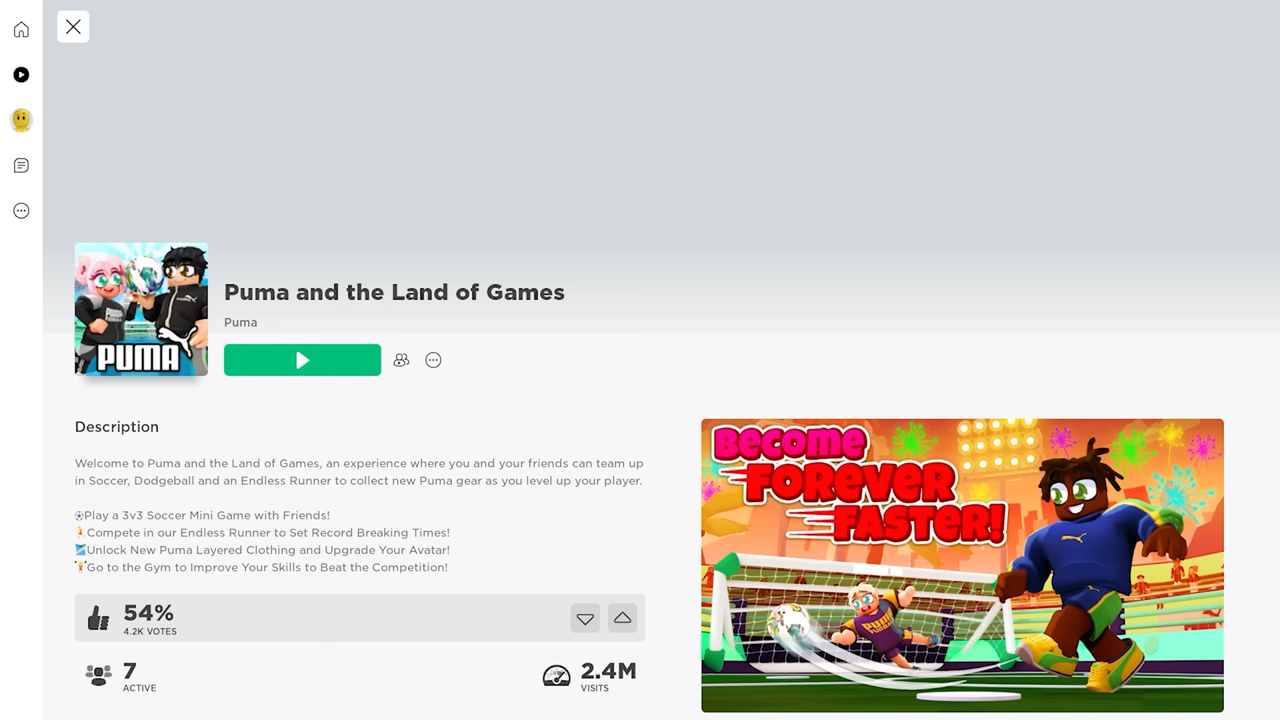 Puma and the Land of Games
Puma
PUMA
Description
Welcome to Puma and the Land of Games, an experience where you and your friends can team up
in Soccer, Dodgeball and an Endless Runner to collect new Puma gear as you level up your player.
⚽Play a 3v3 Soccer Mini Game with Friends!
Compete in our Endless Runner to Set Record Breaking Times!
Unlock New Puma Layered Clothing and Upgrade Your Avatar!
Go to the Gym to Improve Your Skills to Beat the Competition!
54%
4.2K VOTES
7
ACTIVE
2.4M
VISITS
Become
FOREVER
FASTER!
PUMA